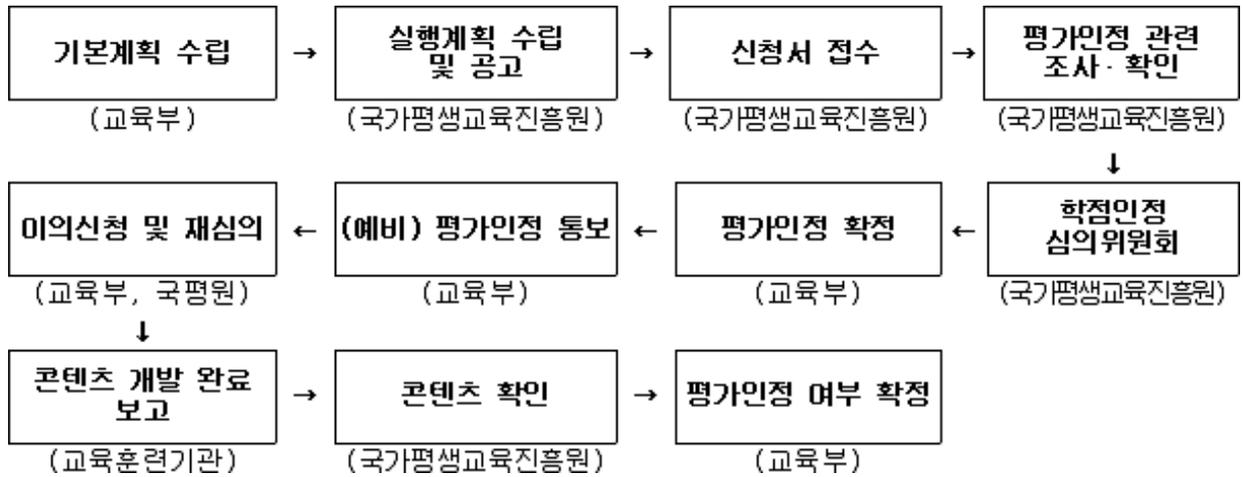 기본계획 수립
→
실행계획 수립
및 공고
→
신청서 접수
→
평가인정 관련
조사·확인
(교육부)
(국가평생교육진흥원)
(국가평생교육진흥원)
(국가평생교육진흥원)
↓
이의신청 및 재심의
←
(예비) 평가인정 통보
←
평가인정 확정
←
학점인정
심의위원회
(교육부, 국평원)
(교육부)
(교육부)
(국가평생교육진흥원)
↓
콘텐츠 개발 완료
보고
→
콘텐츠 확인
→
평가인정 여부 확정
(교육훈련기관)
(국가평생교육진흥원)
(교육부)